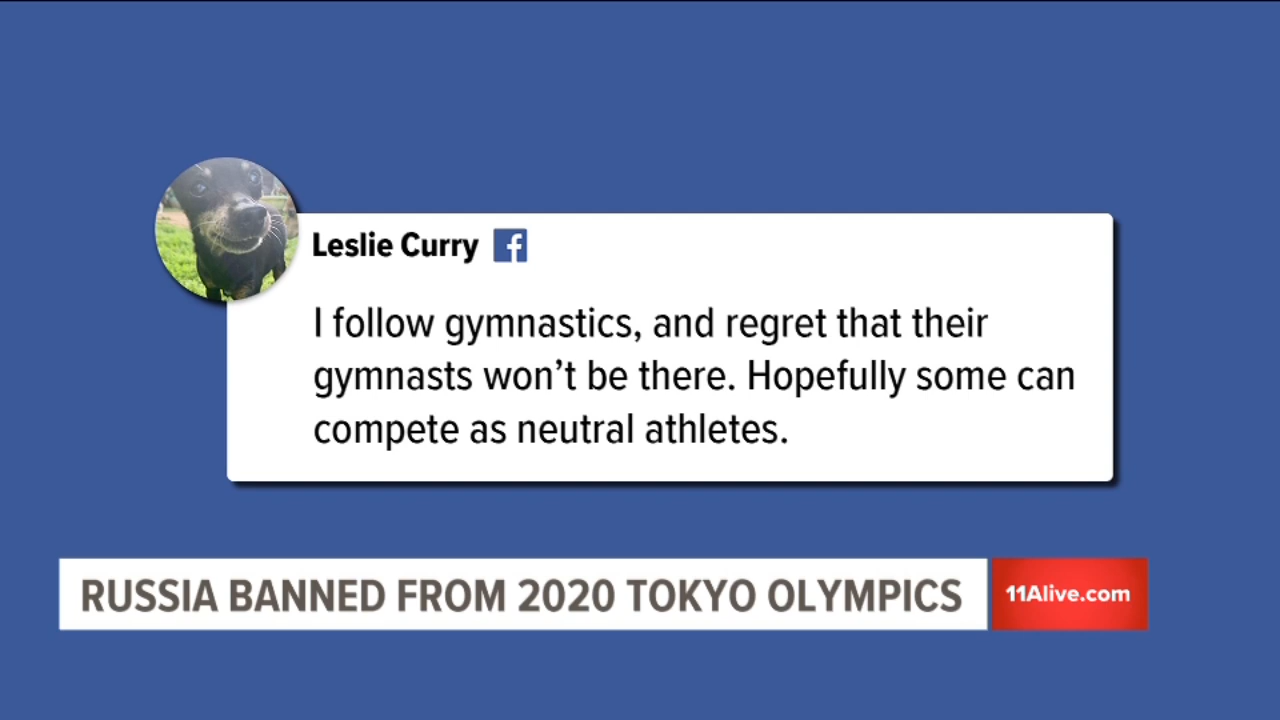 Leslie Curry
I follow gymnastics, and regret that their
gymnasts won’t be there. Hopefully some can
compete as neutral athletes.
RUSSIA BANNED FROM 2020 TOKYO OLYMPICS
11Alive.com